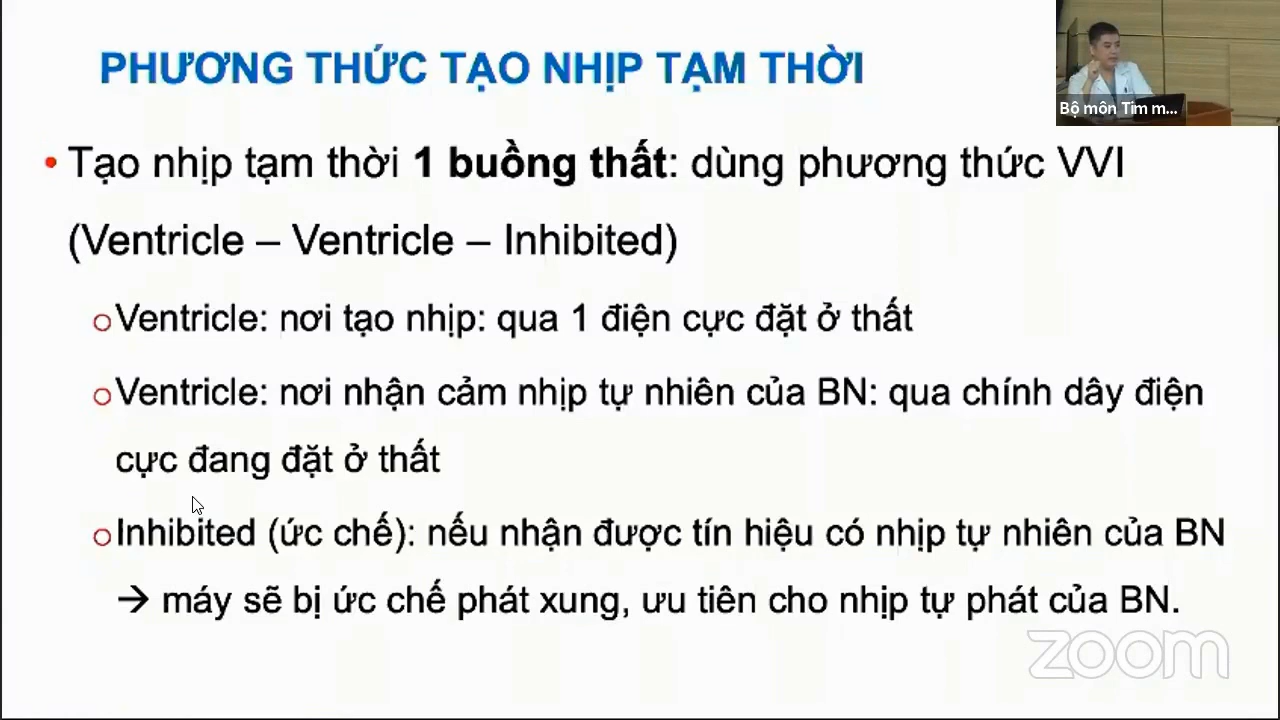 PHƯƠNG THỨC TẠO NHỊP TẠM THỜI
Bộ môn Tim m...
• Tạo nhịp tạm thời 1 buồng thất: dùng phương thức VVI
(Ventricle – Ventricle – Inhibited)
o Ventricle: nơi tạo nhịp: qua 1 điện cực đặt ở thất
o Ventricle: nơi nhận cảm nhịp tự nhiên của BN: qua chính dây điện
cực đang đặt ở thất
o Inhibited (ức chế): nếu nhận được tín hiệu có nhịp tự nhiên của BN
→ máy sẽ bị ức chế phát xung, ưu tiên cho nhịp tự phát của BN.
zoom